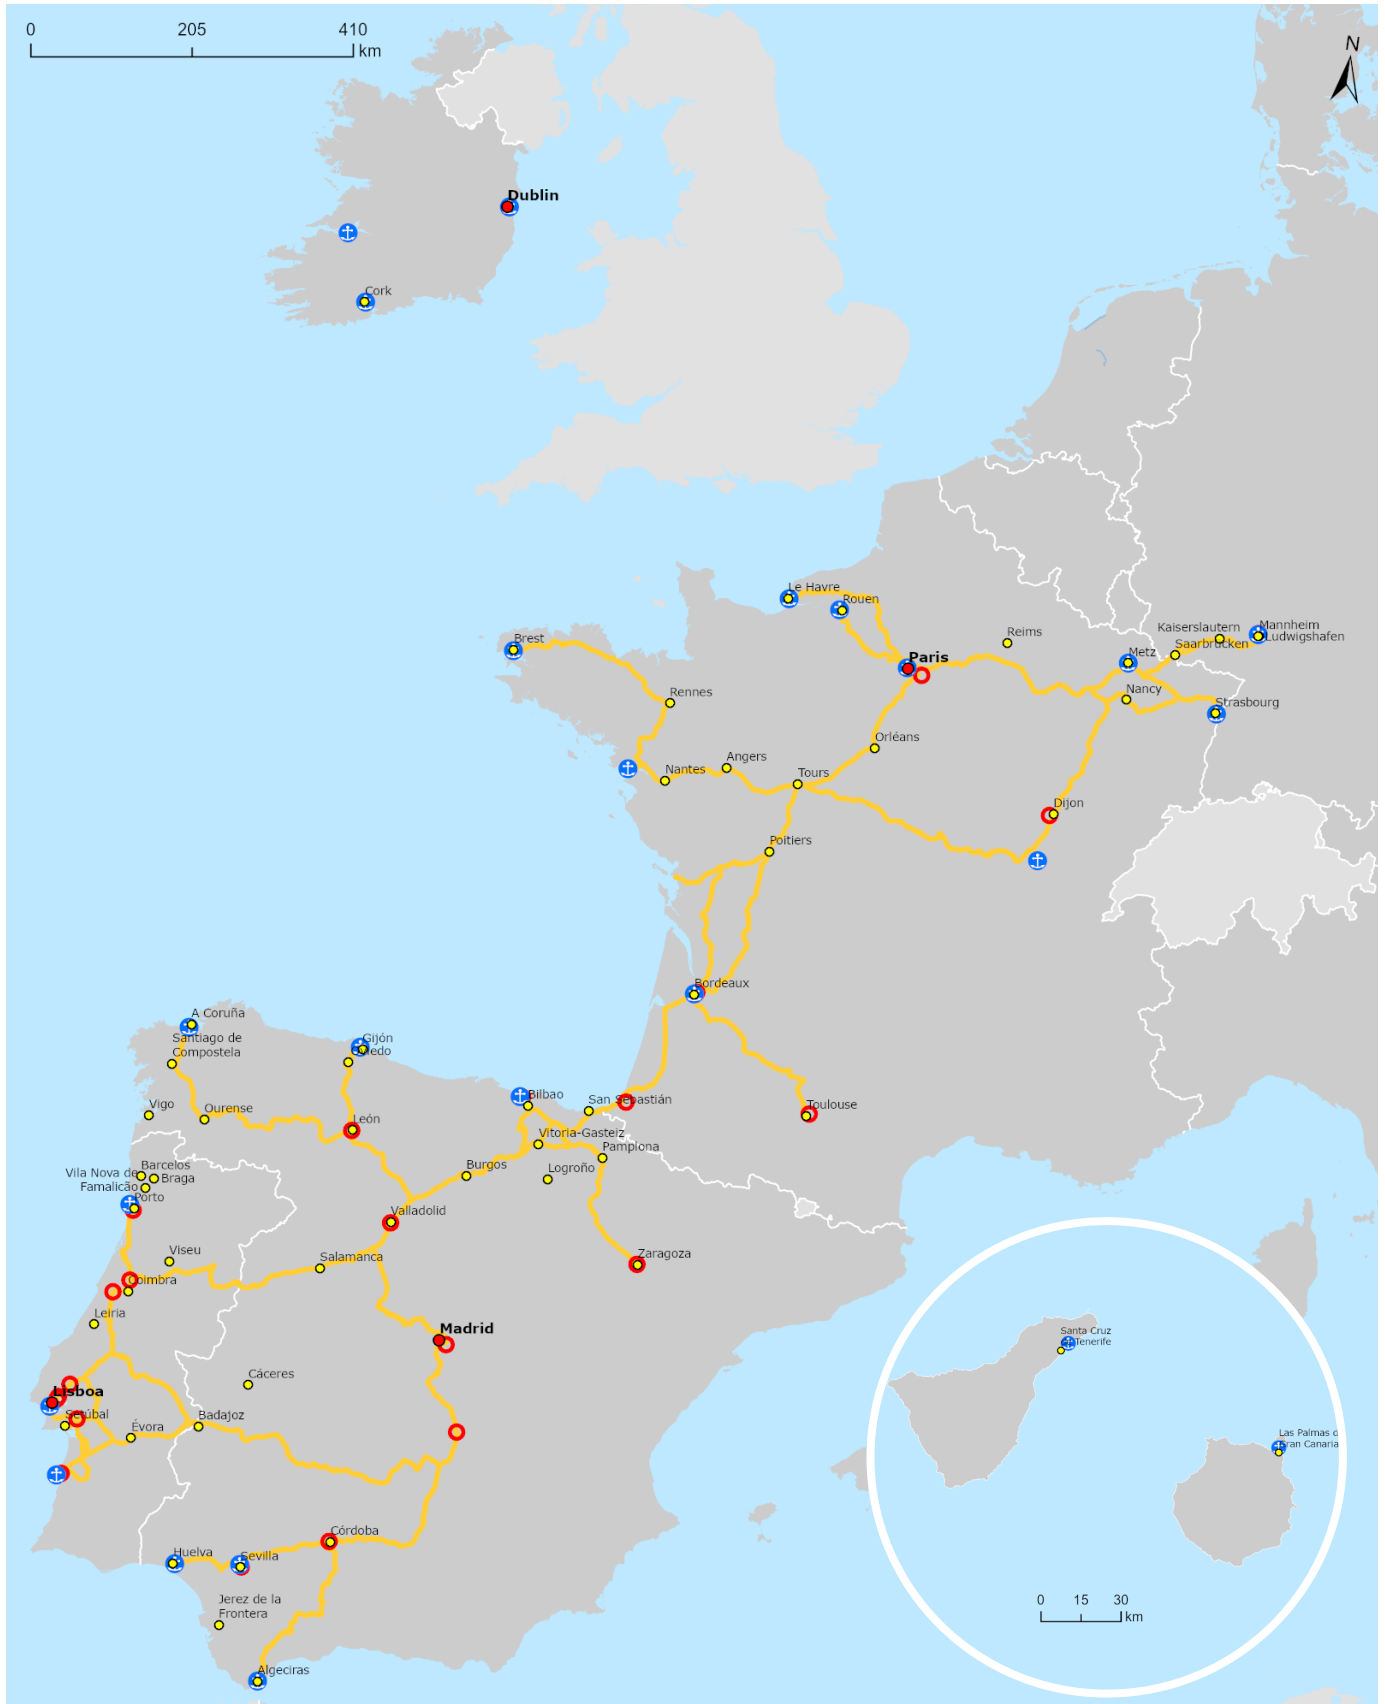 0 205 410
km
N
Dublin
Cork
Le Havre
Rouen
Brest
Reims
Kaiserslautern
Mannheim
Ludwigshafen
Saarbrücken
Paris
Metz
Rennes
Nancy
Strasbourg
Orléans
Angers
Nantes
Tours
Dijon
Poitiers
Bordeaux
A Coruña
Santiago de
Compostela
Gijón
Oviedo
Bilbao
San Sebastián
Toulouse
Vigo
Ourense
León
Vitoria-Gasteiz
Pamplona
Barcelos
Vila Nova de
Famalicão
Braga
Burgos
Logroño
Porto
Valladolid
Viseu
Salamanca
Zaragoza
Coimbra
Leiria
Madrid
Santa Cruz
Tenerife
Cáceres
Lisboa
Setúbal
Évora
Badajoz
Las Palmas d
Gran Canaria
Córdoba
Huelva
Sevilla
Jerez de la
Frontera
0 15 30
km
Algeciras